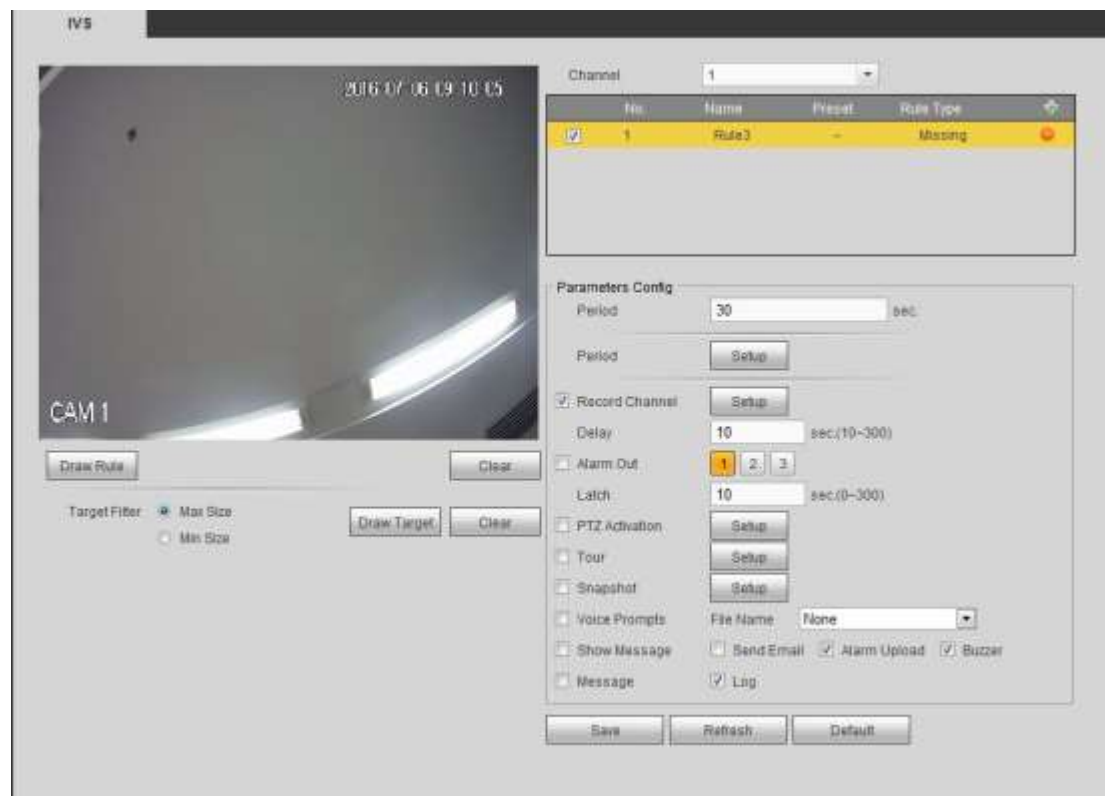 IVS
2016-07-06 09:10:05
CAM 1
Draw Rule
Clear
Target Filter
Max Size
Min Size
Draw Target
Clear
Channel
1
No.
Name
Preset
Rule Type
1
Rule3
--
Missing
Parameters Config
Period
30
sec.
Period
Setup
Record Channel
Setup
Delay
10
sec.(10~300)
Alarm Out
1
2
3
Latch
10
sec.(0~300)
PTZ Activation
Setup
Tour
Setup
Snapshot
Setup
Voice Prompts
File Name
None
Show Message
Send Email
Alarm Upload
Buzzer
Message
Log
Save
Refresh
Default